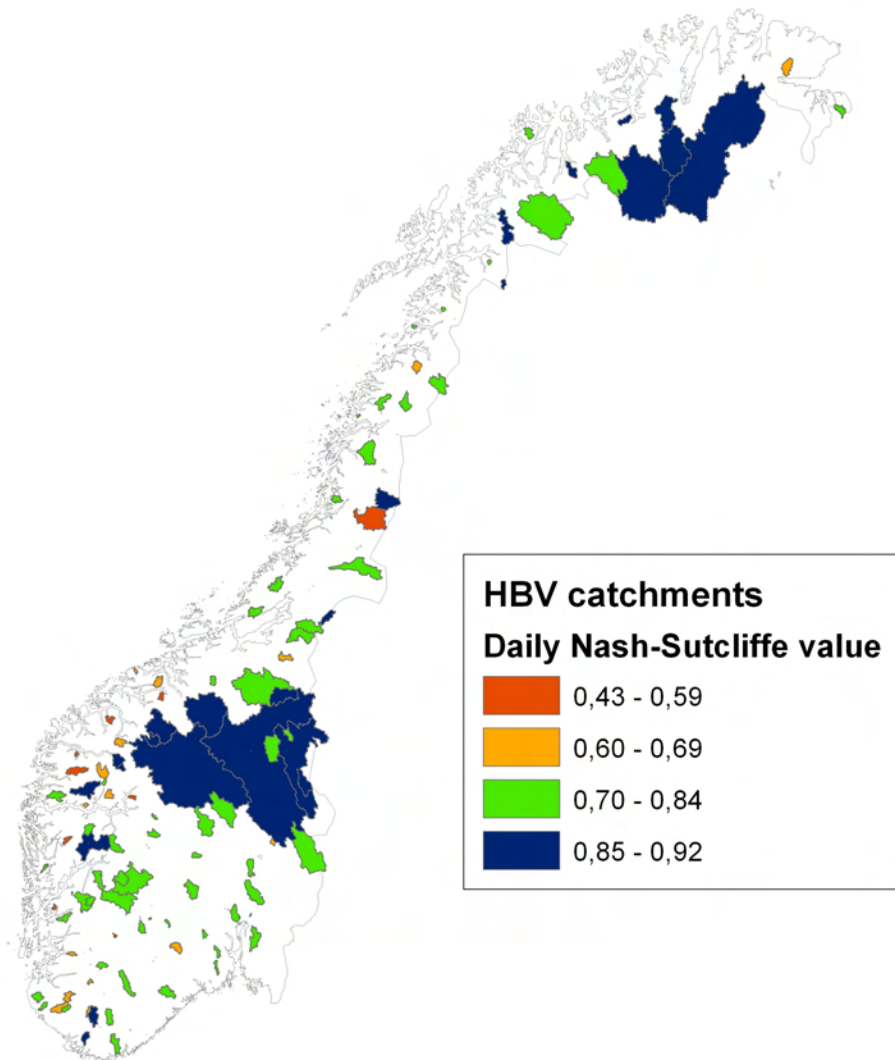 HBV catchments
Daily Nash-Sutcliffe value
0,43 - 0,59
0,60 - 0,69
0,70 - 0,84
0,85 - 0,92